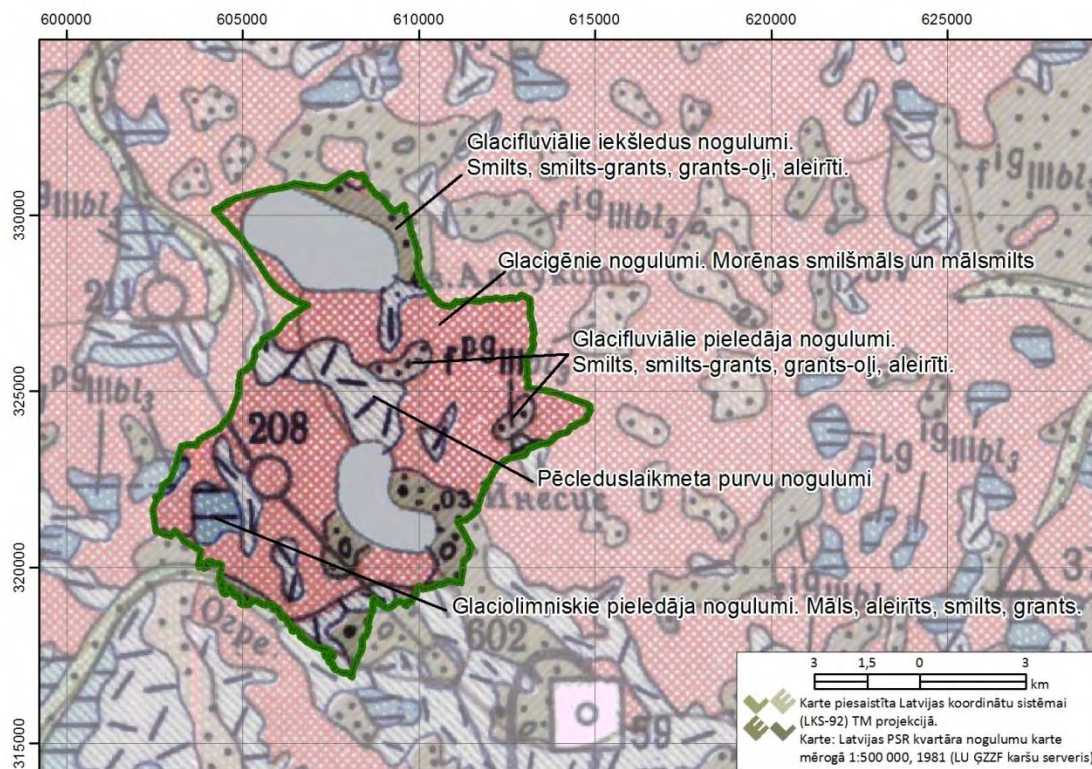 600000 605000 610000 615000 620000 625000
330000
325000
320000
315000
Glacifluviālie iekšledus nogulumi.
Smilts, smilts-grants, grants-oļi, aleirīti.
Glacigēnie nogulumi. Morēnas smilšmāls un mālsmilts
Glacifluviālie pieledāja nogulumi.
Smilts, smilts-grants, grants-oļi, aleirīti.
208
Pēcleduslaikmeta purvu nogulumi
Инесис
03
Glaciolimniskie pieledāja nogulumi. Māls, aleirīts, smilts, grants.
Огре
602
59
3 1,5 0 3
km
Karte piesaistīta Latvijas koordinātu sistēmai
(LKS-92) TM projekcijā.
Karte: Latvijas PSR kvartāra nogulumu karte
mērogā 1:500 000, 1981 (LU ĢZZF karšu serveris)